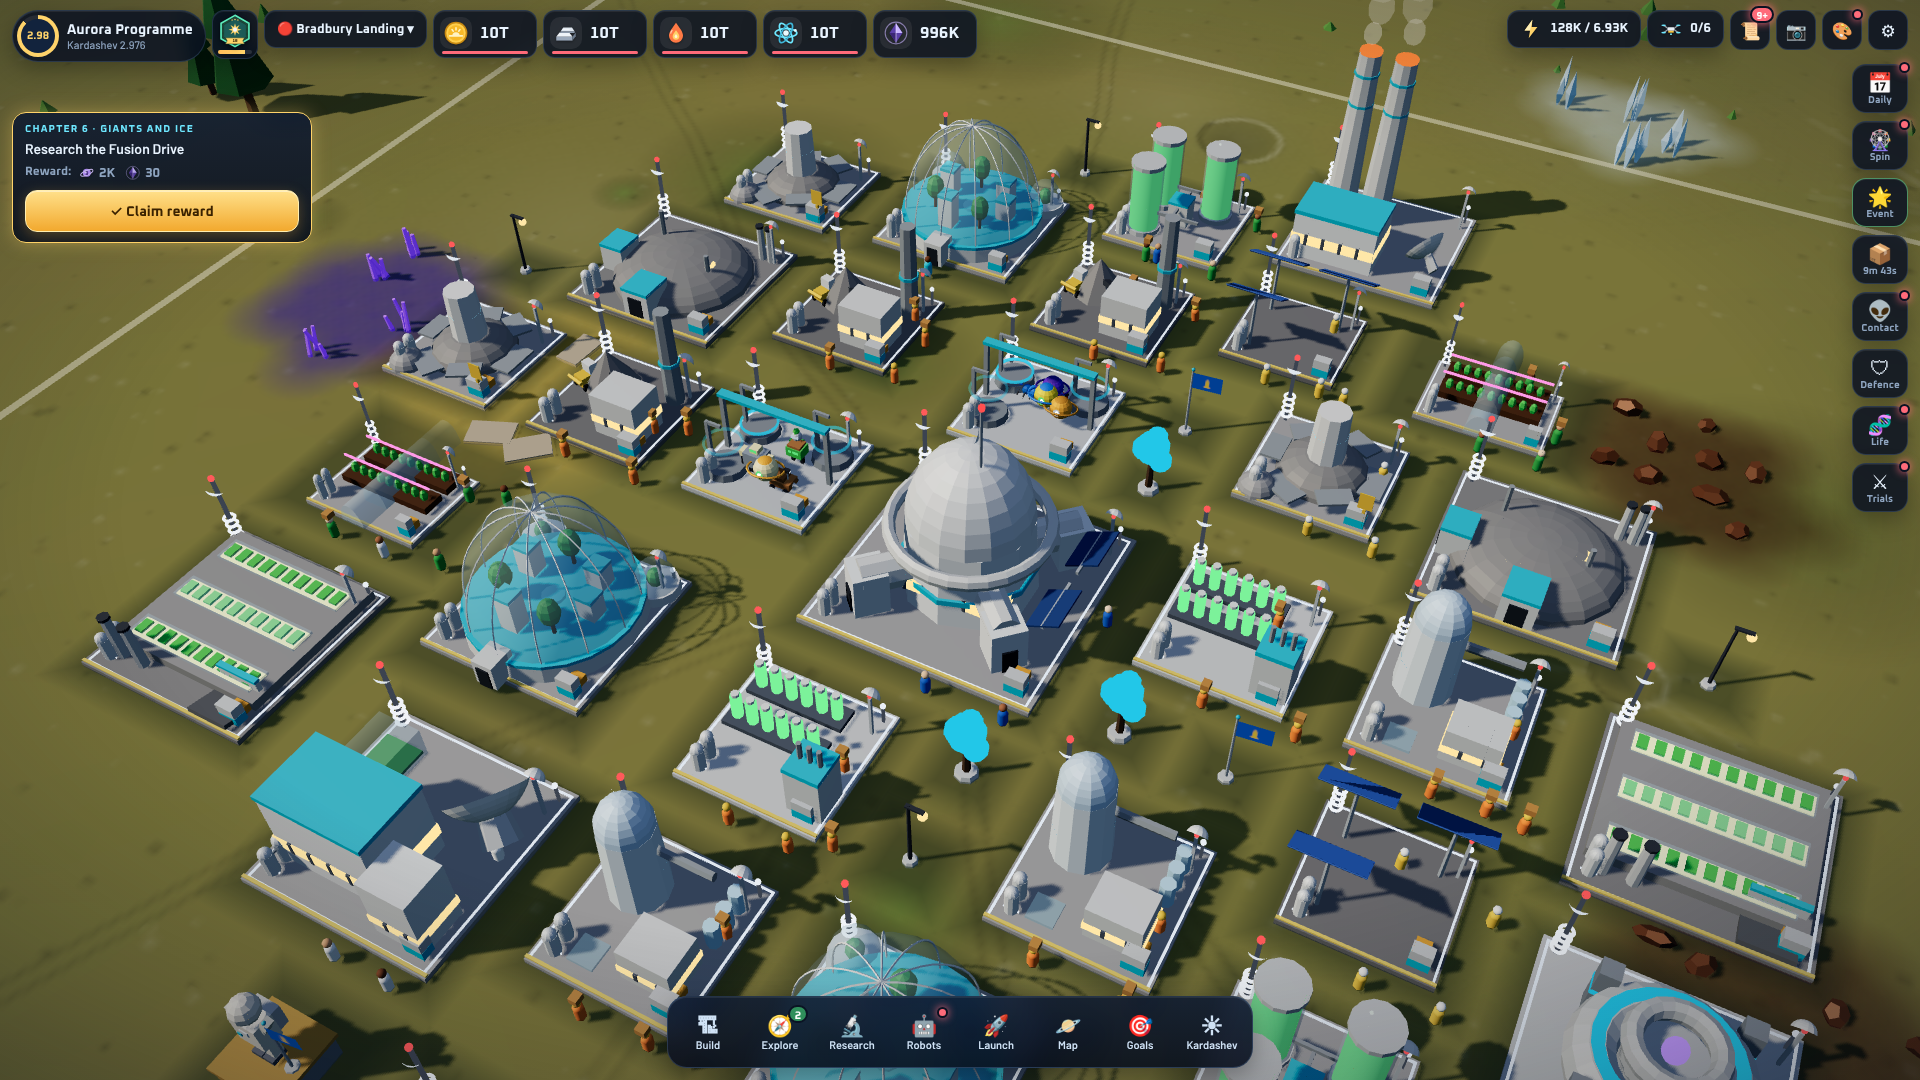 2.98
Aurora Programme
Kardashev 2.976
Bradbury Landing ▾
10T
10T
10T
10T
996K
128K / 6.93K
0/6
9+
CHAPTER 6 · GIANTS AND ICE
Research the Fusion Drive
Reward: 2K 30
✓ Claim reward
17
Daily
Spin
Event
9m 43s
Contact
Defence
Life
Trials
Build
2
Explore
Research
Robots
Launch
Map
Goals
Kardashev